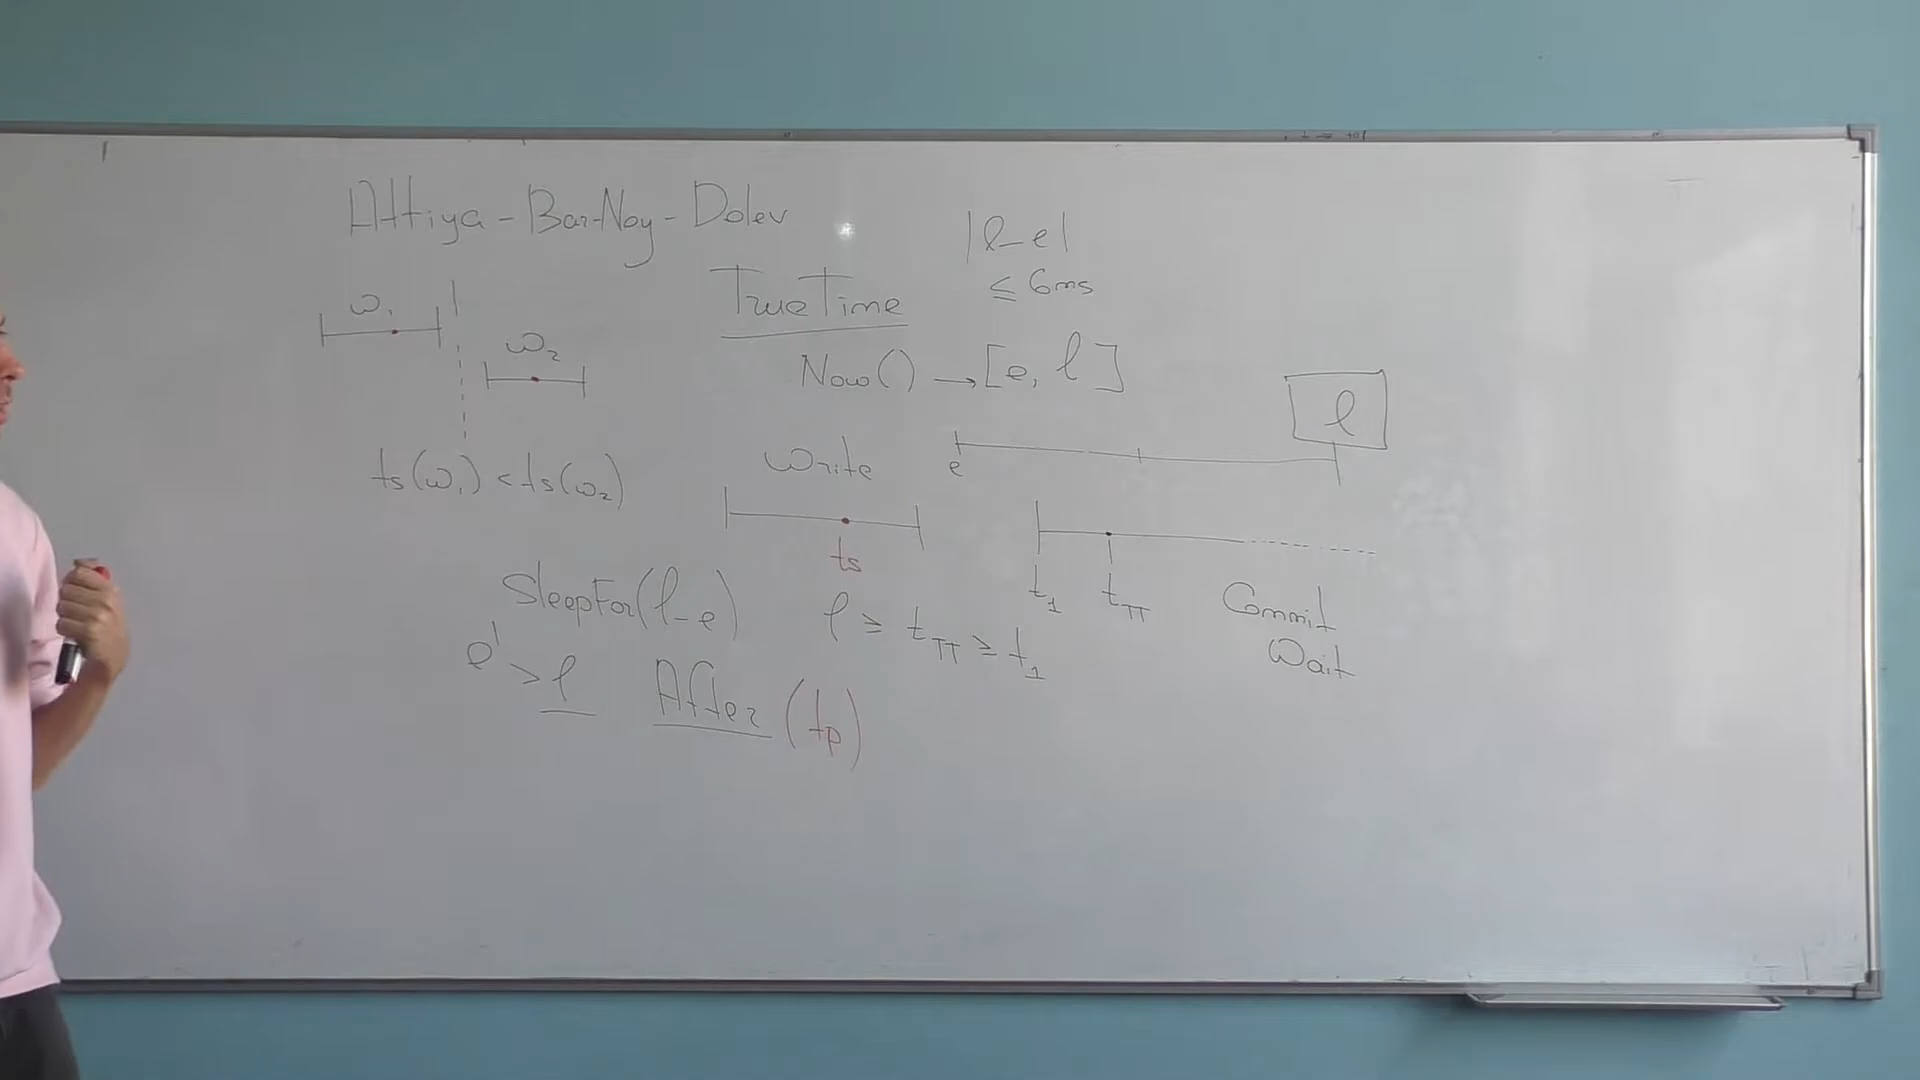 Attiya-Bar-Noy-Dolev
|l-e|
≤ 6ms
TrueTime
Now() → [e, l]
ω₁
ω₂
ts(ω₁) < ts(ω₂)
Write
ts
e
l
t₁
t_TT
Commit
Wait
SleepFor(l-e)
l ≥ t_TT ≥ t₁
e' > l
After (tp)